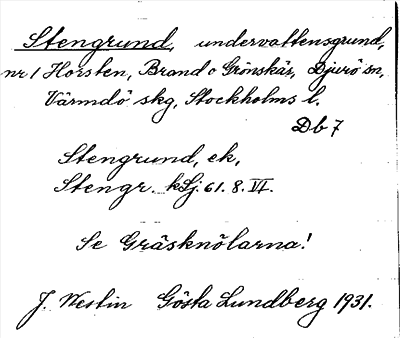 Stengrund, undervattensgrund,
nr 1 Horsten, Brand o Grönskär, Djurö sn,
Värmdö skg, Stockholms l.
Db 7
Stengrund, ek,
Stengr. kSj. 61. 8. VI.
Se Gräsknölarna!
J. Westin Gösta Lundberg 1931.